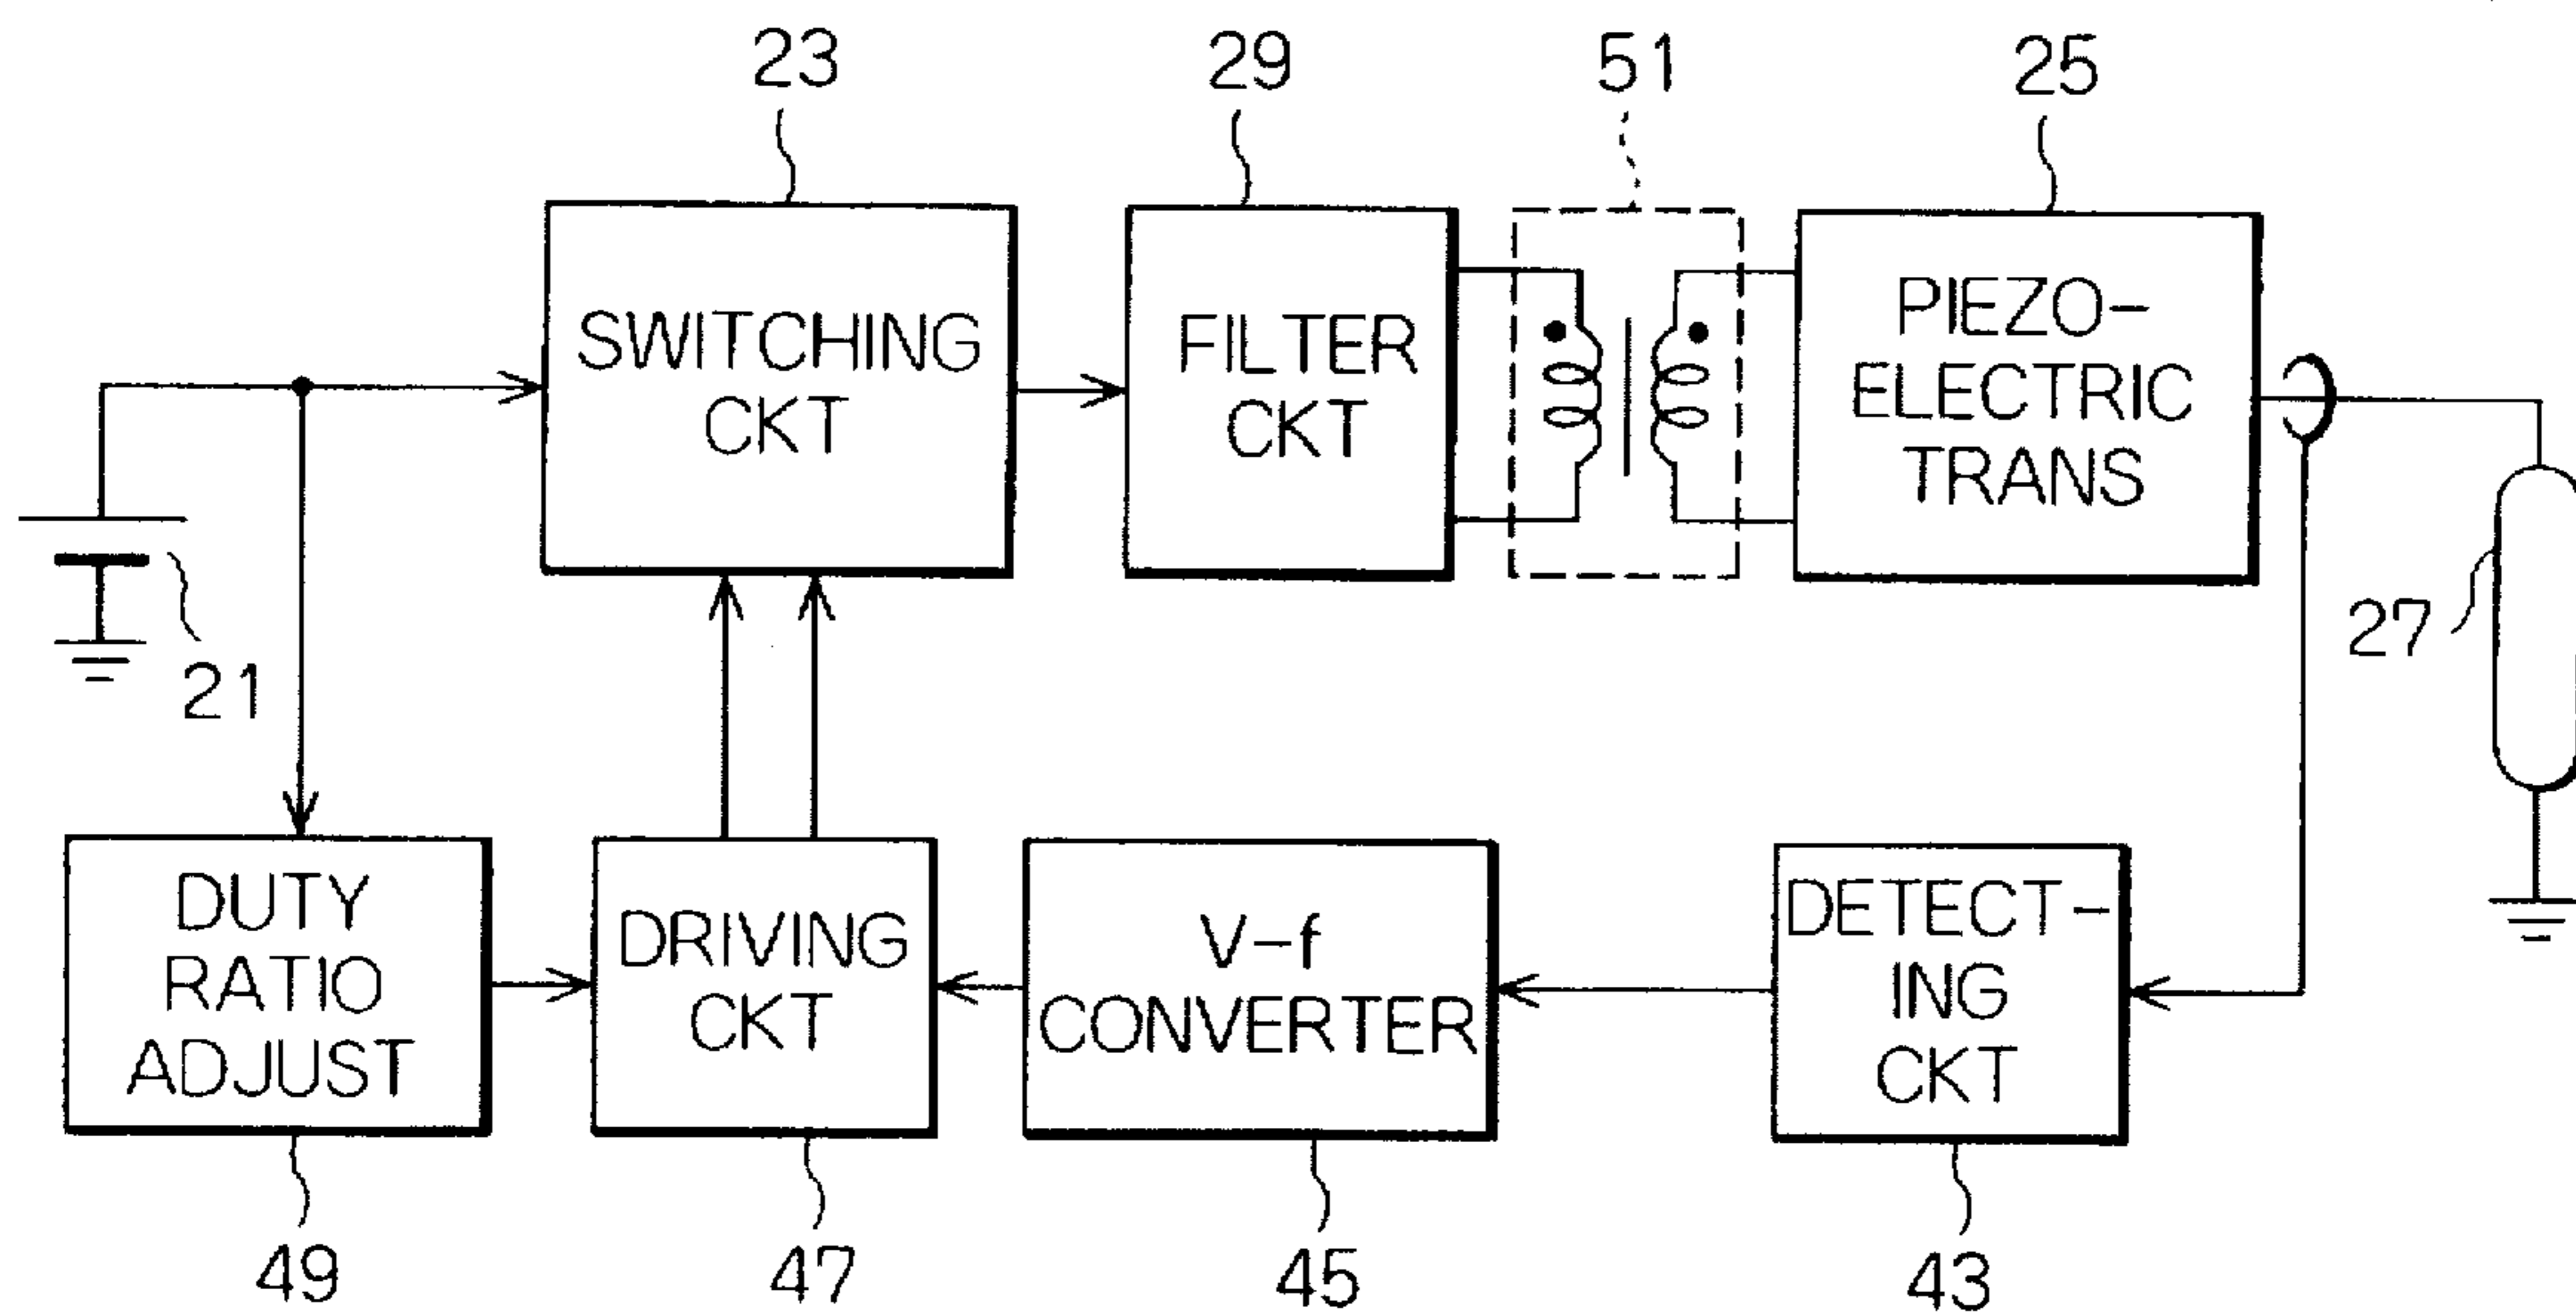 23
29
51
25
SWITCHING
CKT
FILTER
CKT
PIEZO-
ELECTRIC
TRANS
21
27
DUTY
RATIO
ADJUST
DRIVING
CKT
V-f
CONVERTER
DETECT-
ING
CKT
49
47
45
43